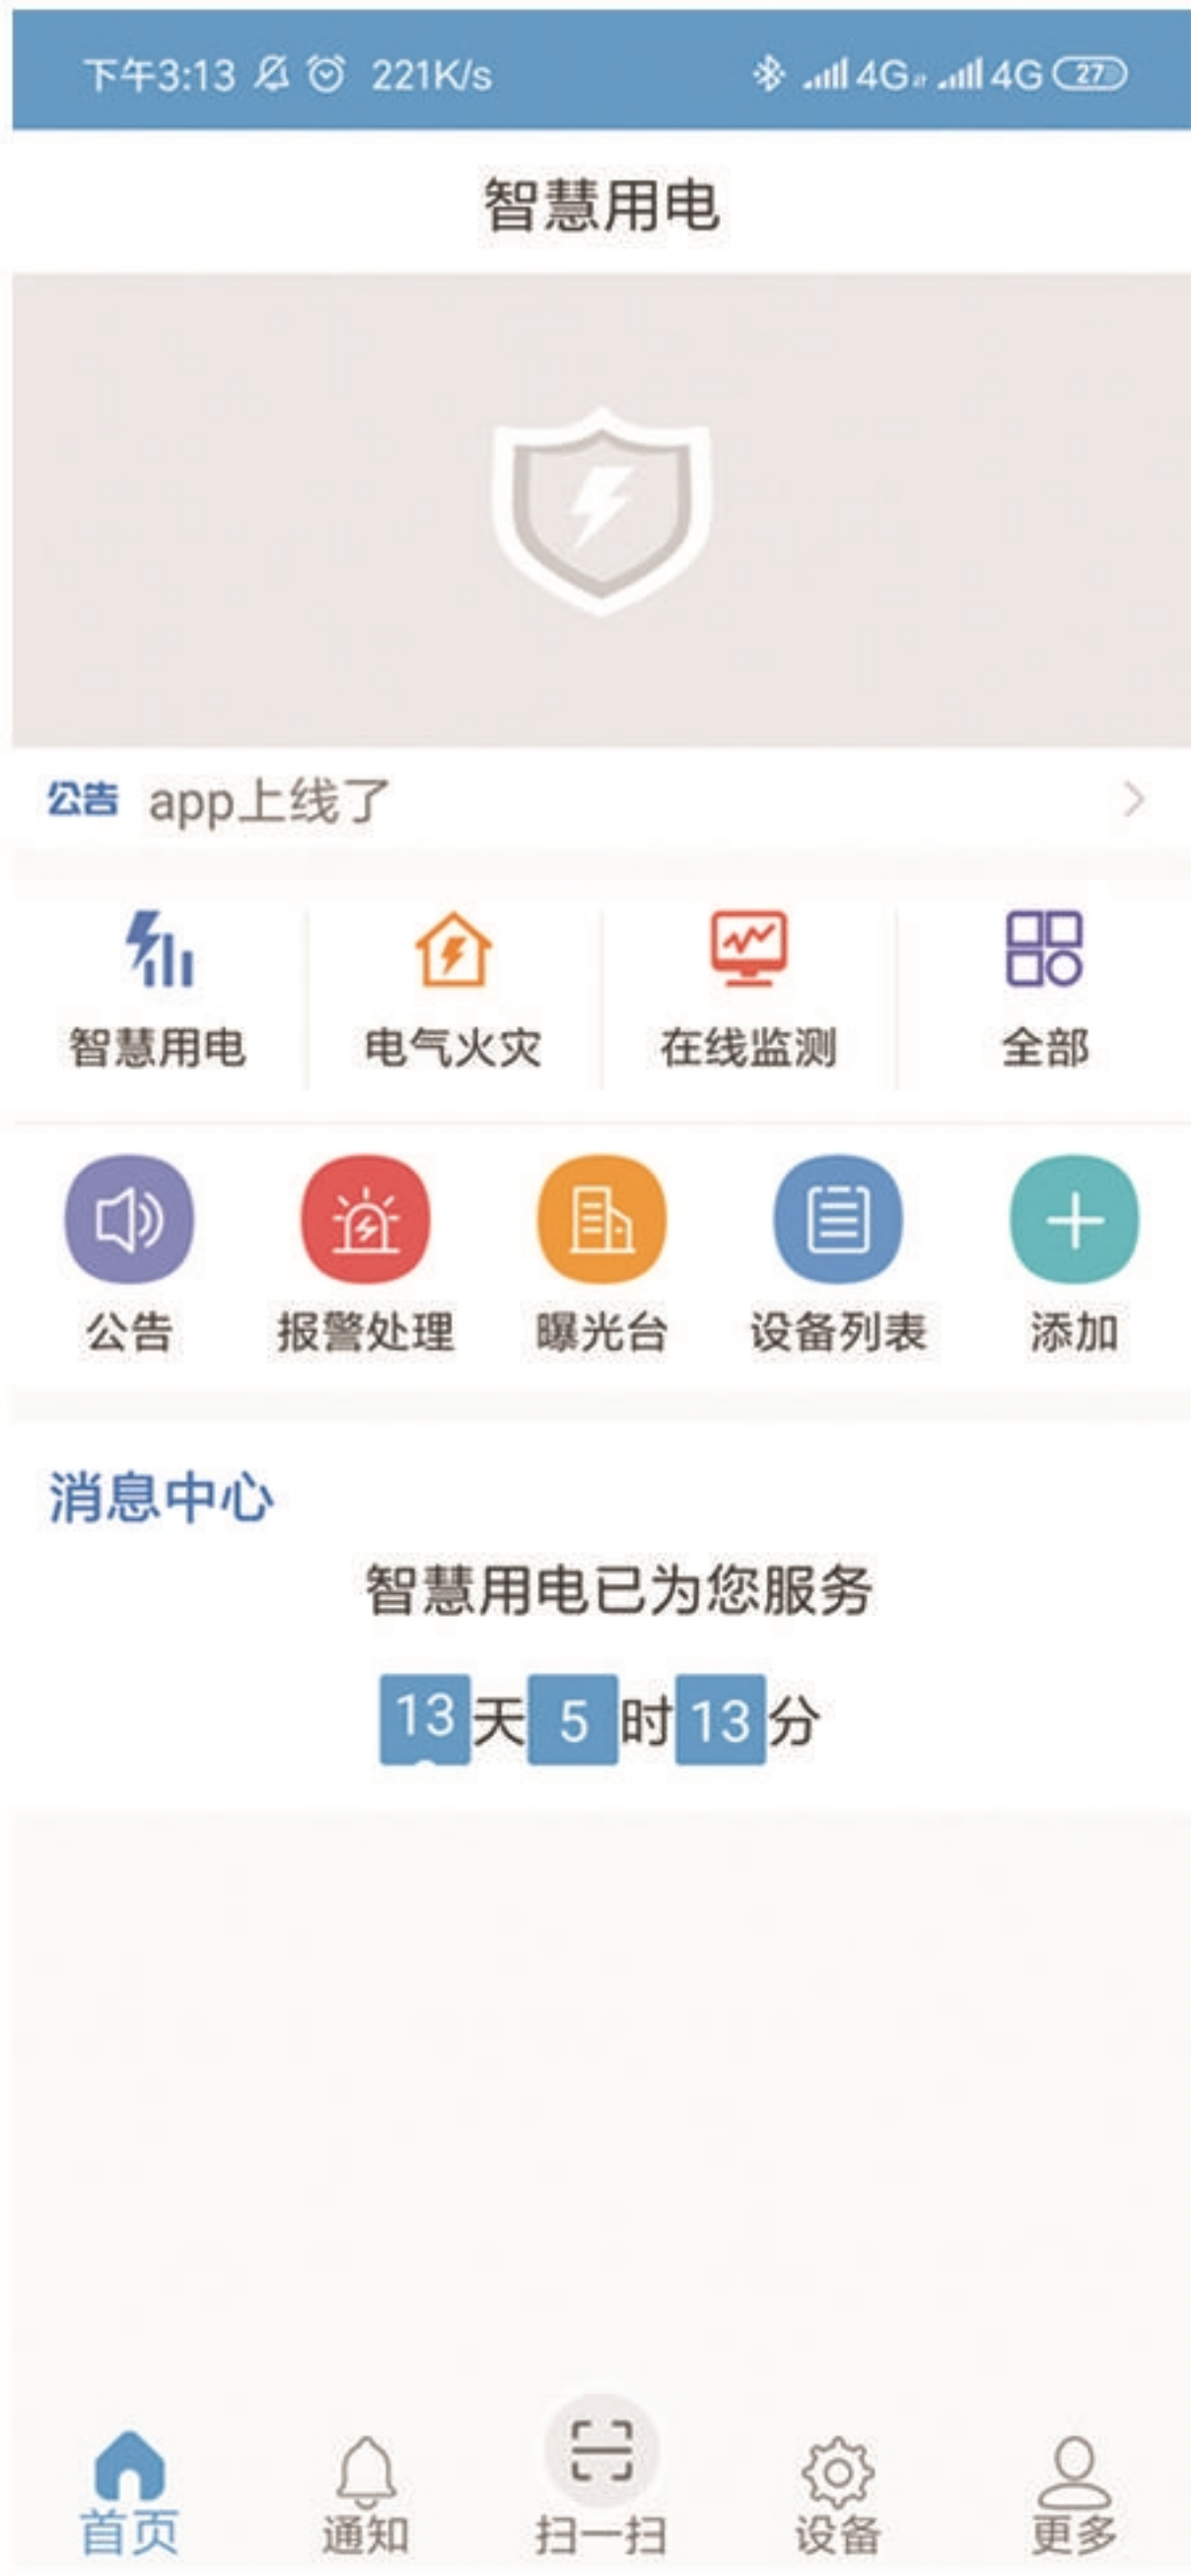 下午3:13 221K/s 4G 4G 27
智慧用电
公告 app上线了
智慧用电 电气火灾 在线监测 全部
公告 报警处理 曝光台 设备列表 添加
消息中心
智慧用电已为您服务
13天5时13分
首页 通知 扫一扫 设备 更多